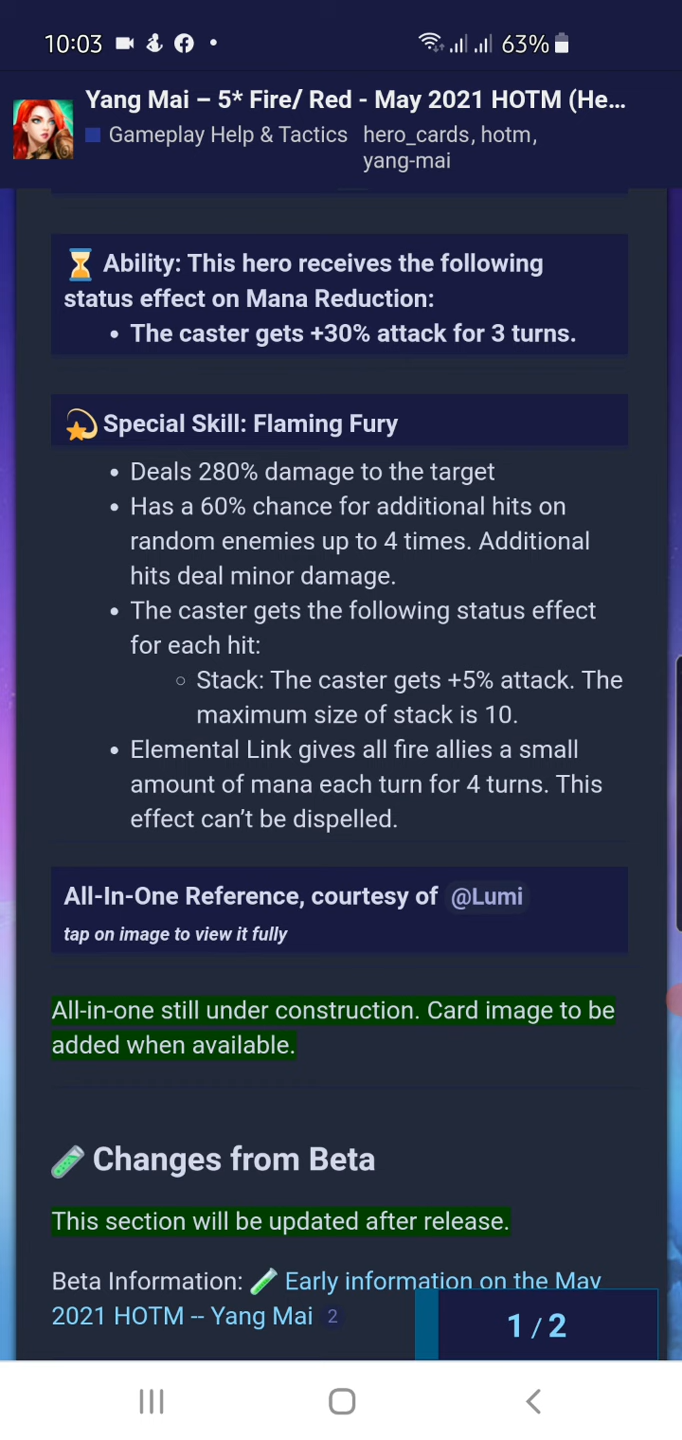 10:03 63%
Yang Mai – 5* Fire/ Red - May 2021 HOTM (He...
Gameplay Help & Tactics hero_cards, hotm,
yang-mai
Ability: This hero receives the following
status effect on Mana Reduction:
• The caster gets +30% attack for 3 turns.
Special Skill: Flaming Fury
• Deals 280% damage to the target
• Has a 60% chance for additional hits on
random enemies up to 4 times. Additional
hits deal minor damage.
• The caster gets the following status effect
for each hit:
◦ Stack: The caster gets +5% attack. The
maximum size of stack is 10.
• Elemental Link gives all fire allies a small
amount of mana each turn for 4 turns. This
effect can’t be dispelled.
All-In-One Reference, courtesy of @Lumi
tap on image to view it fully
All-in-one still under construction. Card image to be
added when available.
Changes from Beta
This section will be updated after release.
Beta Information: Early information on the May
2021 HOTM -- Yang Mai 2
1 / 2